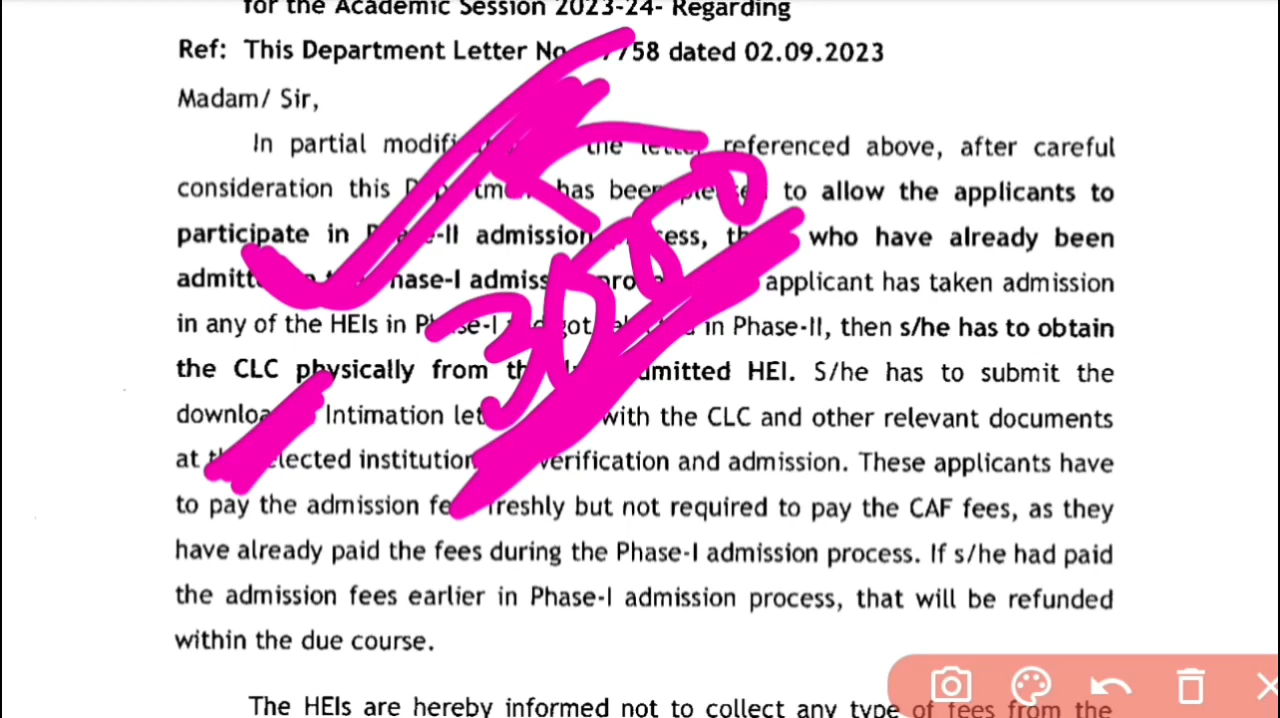 for the Academic Session 2023-24- Regarding
Ref: This Department Letter No 7758 dated 02.09.2023
Madam/ Sir,
In partial the letter referenced above, after careful
consideration this has been to allow the applicants to
participate in admission who have already been
applicant has taken admission
in any of the HEIs in got in Phase-II, then s/he has to obtain
the CLC physically from HEI. S/he has to submit the
Intimation with the CLC and other relevant documents
at institution verification and admission. These applicants have
to pay the admission freshly but not required to pay the CAF fees, as they
have already paid the fees during the Phase-I admission process. If s/he had paid
the admission fees earlier in Phase-I admission process, that will be refunded
within the due course.
The HEIs are hereby informed not to collect any type of fees from the